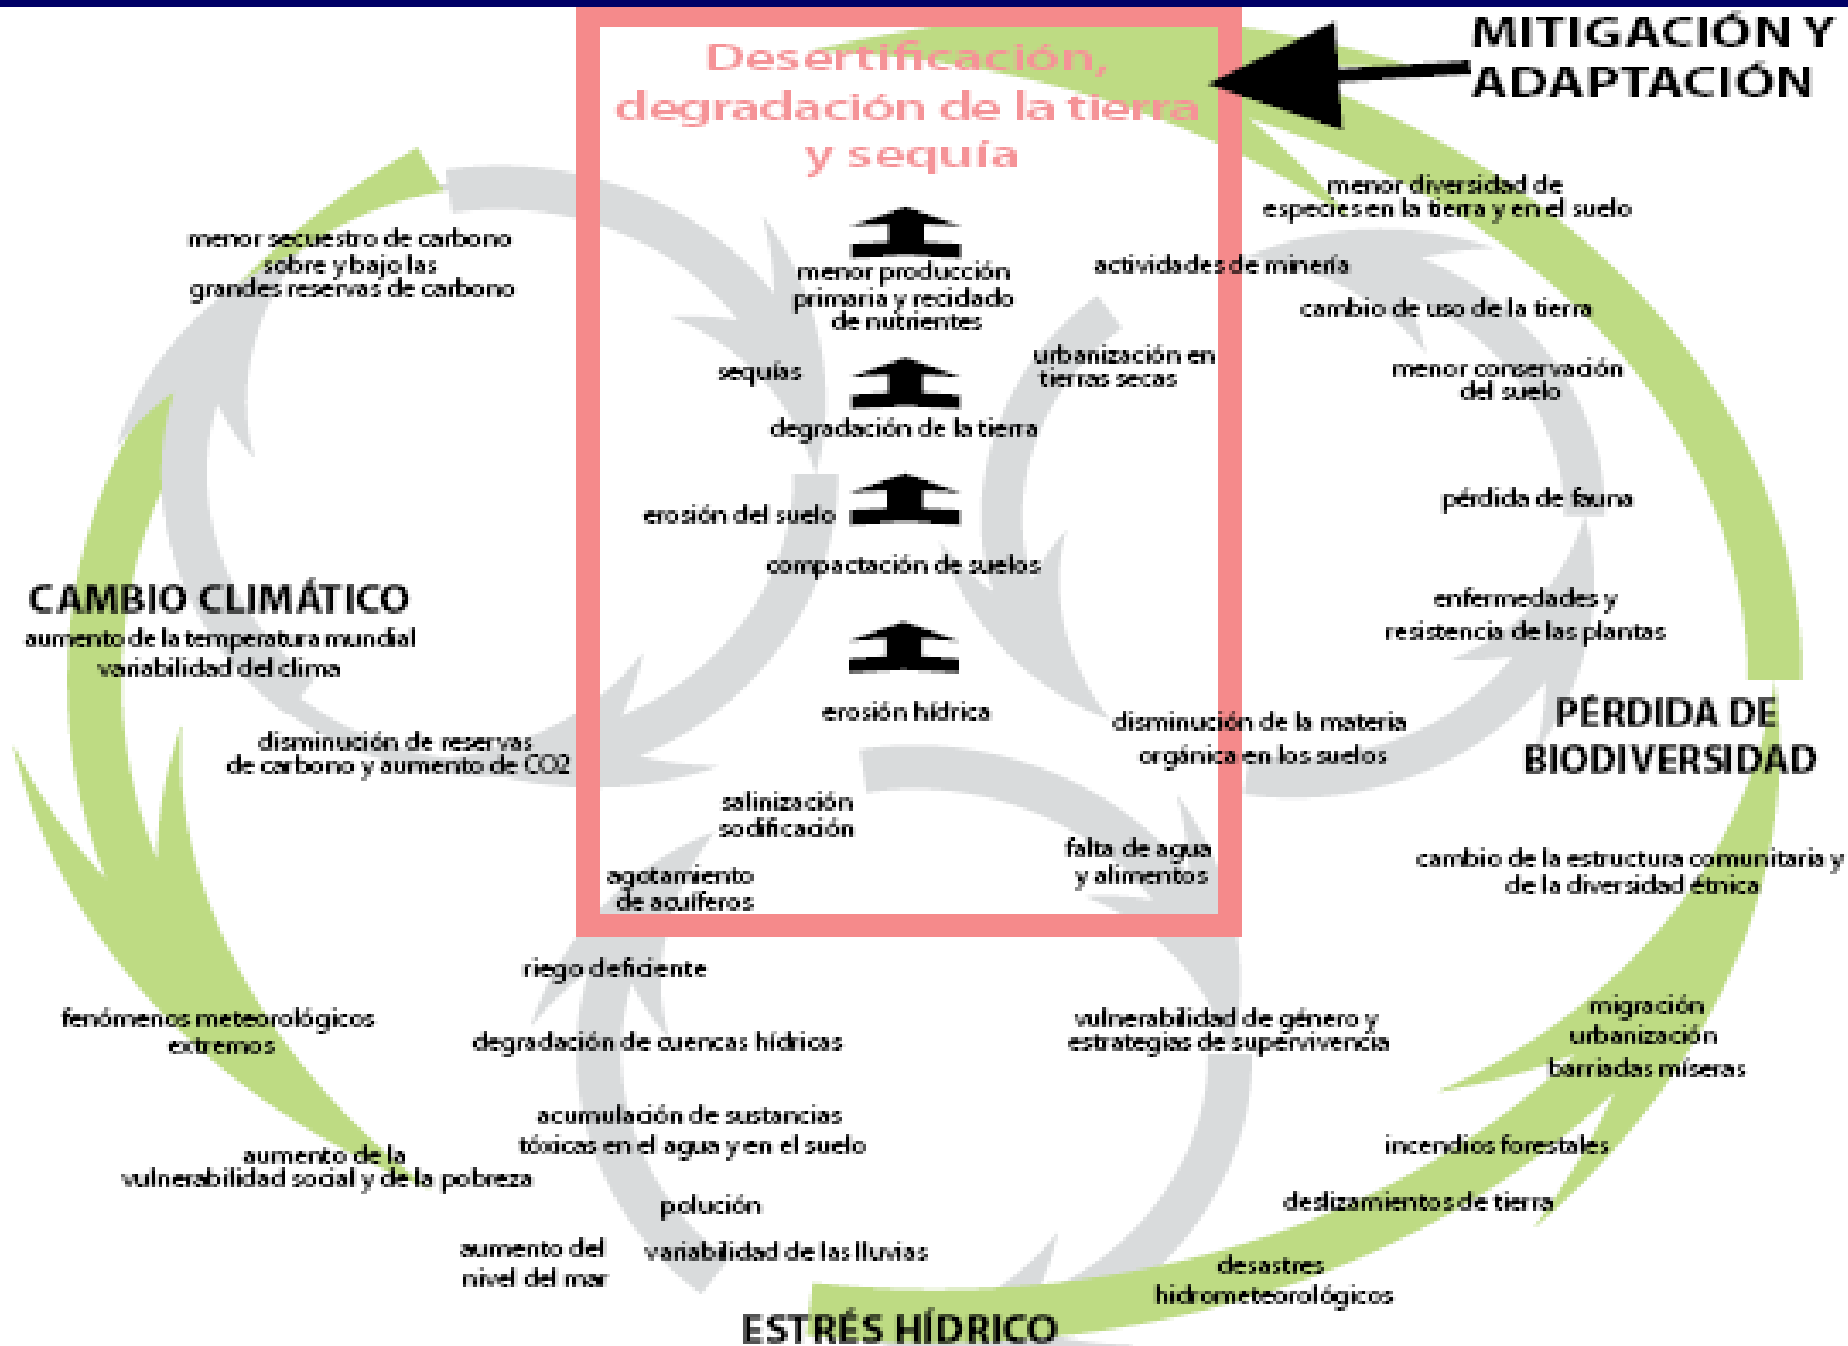 MITIGACIÓN Y
ADAPTACIÓN
Desertificación,
degradación de la tierra
y sequía
menor diversidad de
especies en la tierra y en el suelo
menor secuestro de carbono
sobre y bajo las
grandes reservas de carbono
menor producción
primaria y reciclado
de nutrientes
actividades de minería
cambio de uso de la tierra
sequías
urbanización en
tierras secas
menor conservación
del suelo
degradación de la tierra
erosión del suelo
pérdida de fauna
compactación de suelos
CAMBIO CLIMÁTICO
aumento de la temperatura mundial
variabilidad del clima
enfermedades y
resistencia de las plantas
erosión hídrica
disminución de la materia
orgánica en los suelos
PÉRDIDA DE
BIODIVERSIDAD
disminución de reservas
de carbono y aumento de CO2
salinización
sodificación
falta de agua
y alimentos
agotamiento
de acuíferos
cambio de la estructura comunitaria y
de la diversidad étnica
riego deficiente
fenómenos meteorológicos
extremos
degradación de cuencas hídricas
vulnerabilidad de género y
estrategias de supervivencia
migración
urbanización
barriadas míseras
acumulación de sustancias
tóxicas en el agua y en el suelo
incendios forestales
aumento de la
vulnerabilidad social y de la pobreza
polución
deslizamientos de tierra
aumento del
nivel del mar
variabilidad de las lluvias
desastres
hidrometeorológicos
ESTRÉS HÍDRICO